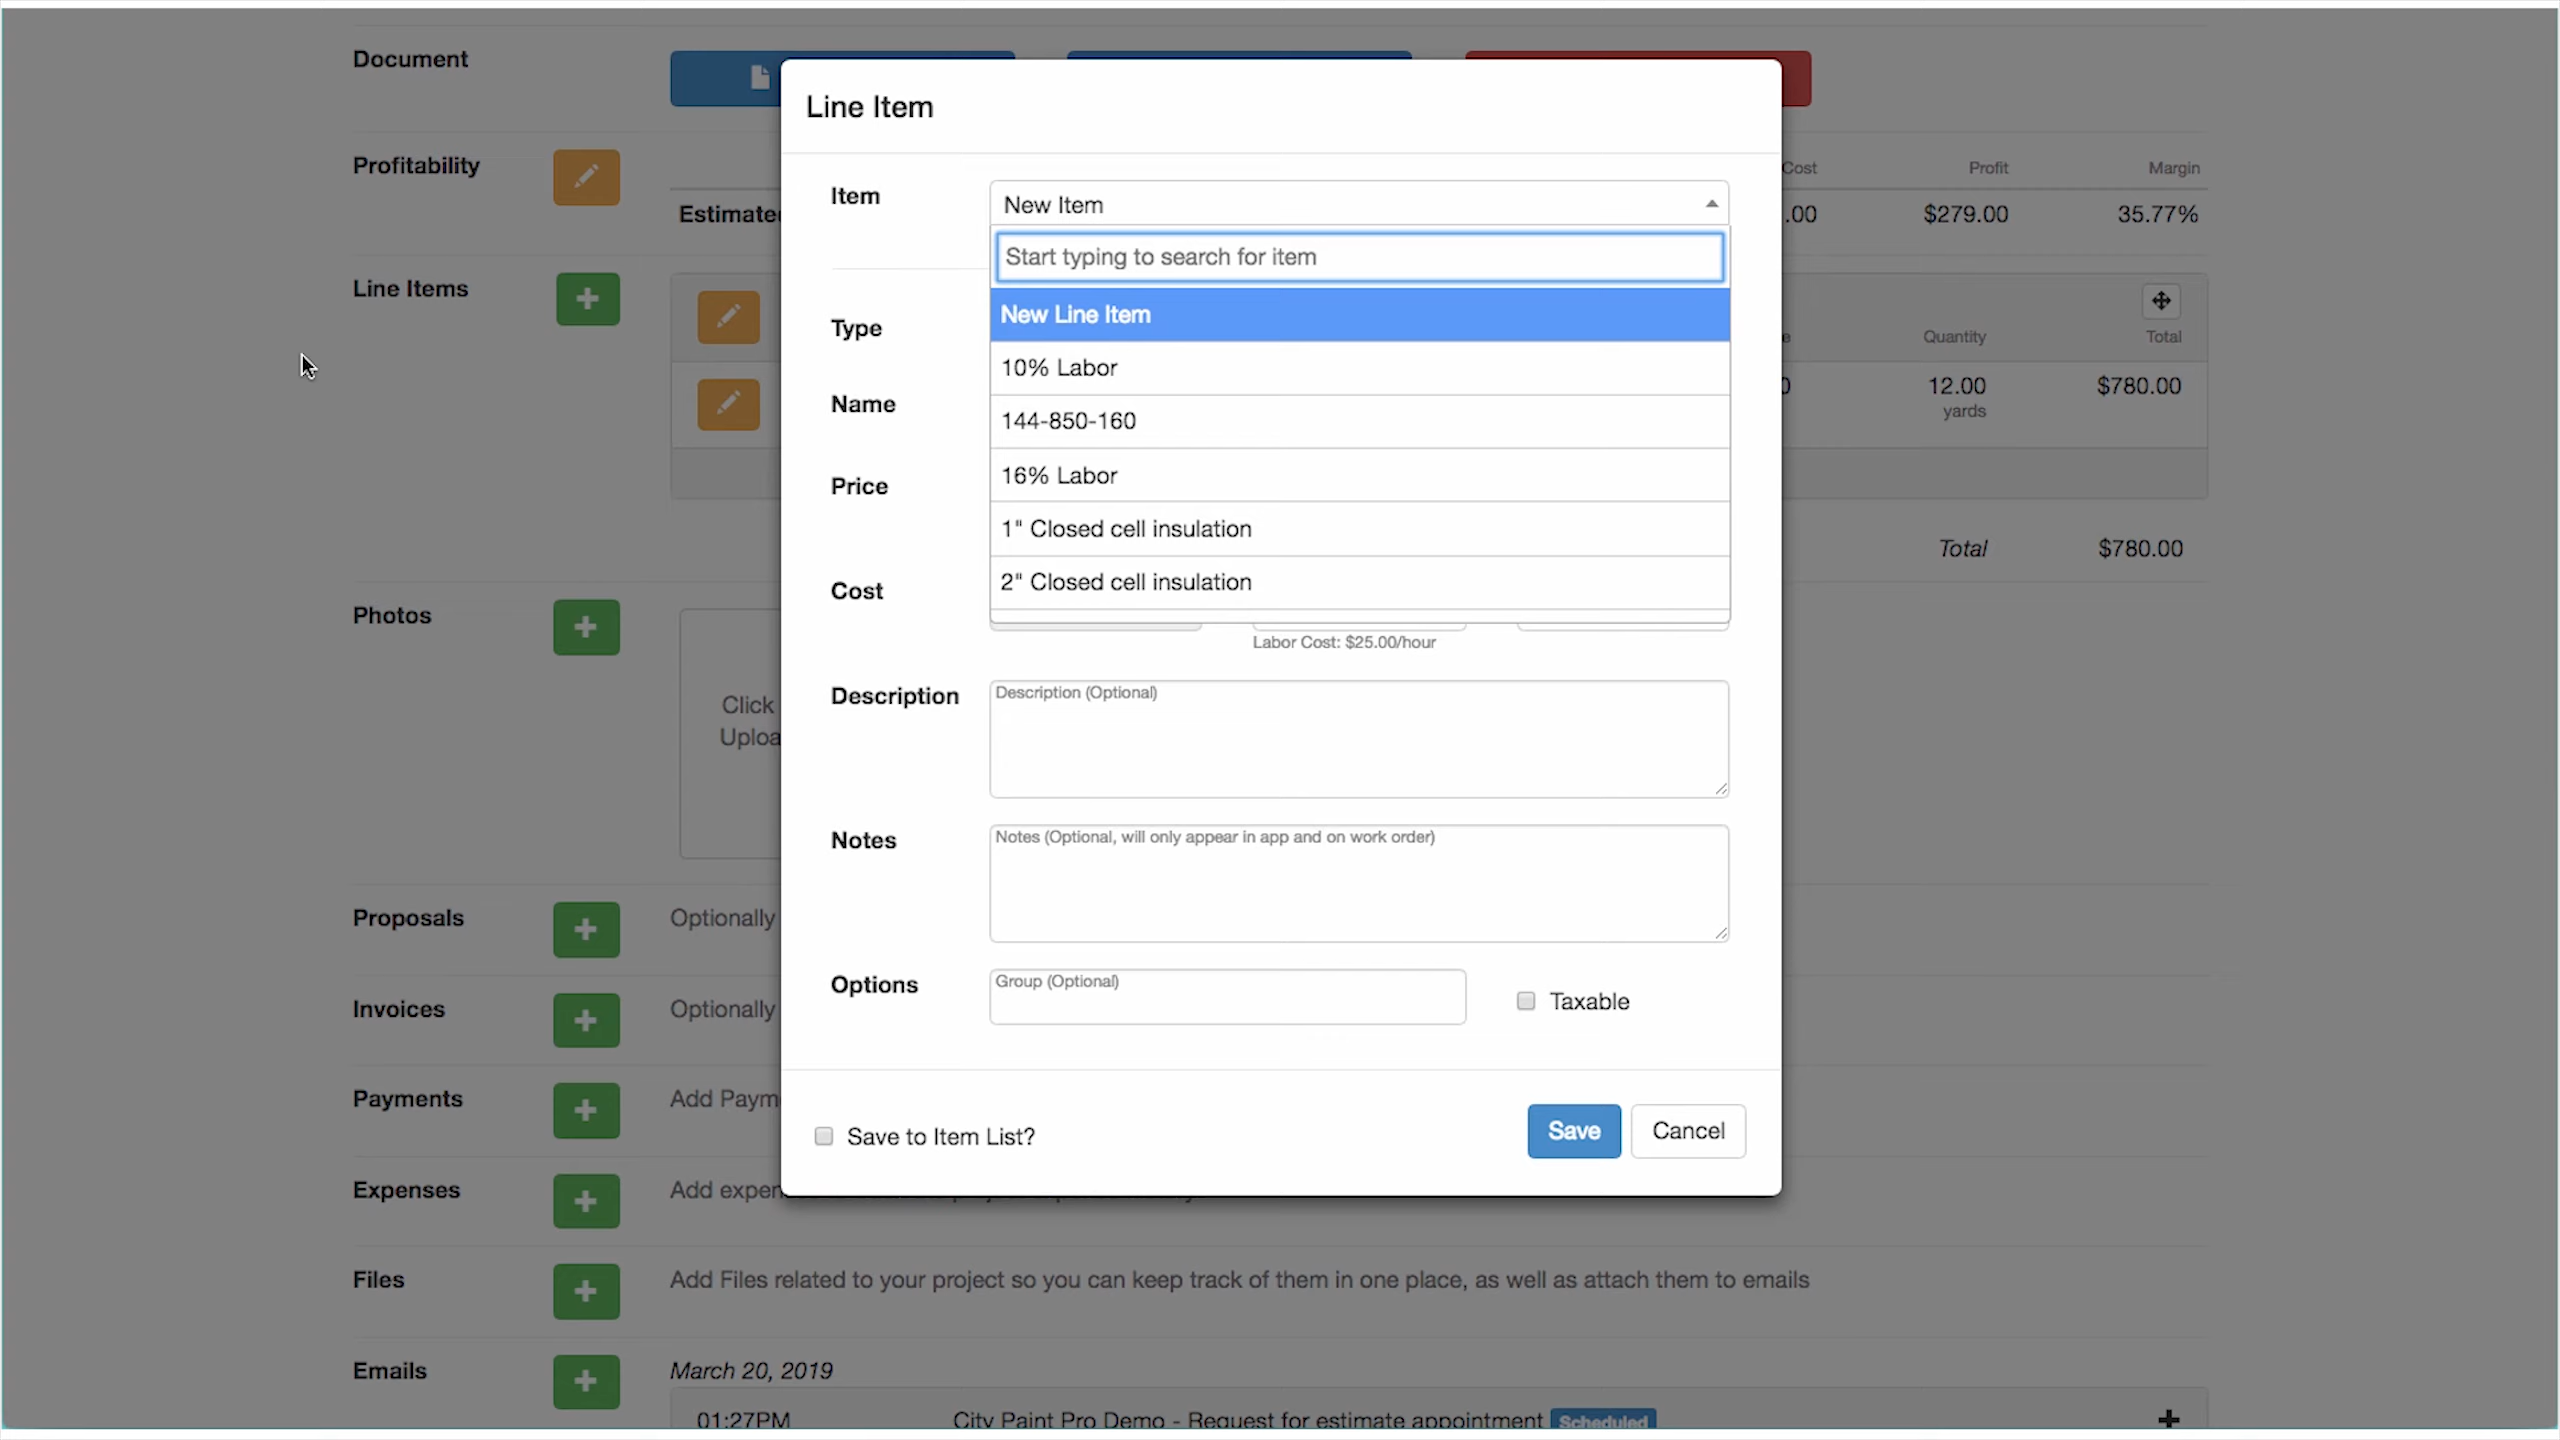 Document
Line Item
Profitability
Cost Profit Margin
Item
New Item
Estimated
.00 $279.00 35.77%
Start typing to search for item
Line Items
New Line Item
Type
Quantity Total
10% Labor
Name
12.00 $780.00
yards
144-850-160
Price
16% Labor
1" Closed cell insulation
Total $780.00
Cost
2" Closed cell insulation
Photos
Labor Cost: $25.00/hour
Description
Description (Optional)
Click
Uploa
Notes
Notes (Optional, will only appear in app and on work order)
Proposals
Optionally
Options
Group (Optional)
Taxable
Invoices
Optionally
Payments
Add Paym
Save to Item List?
Save
Cancel
Expenses
Add expen
Files
Add Files related to your project so you can keep track of them in one place, as well as attach them to emails
Emails
March 20, 2019
01:27PM City Paint Pro Demo - Request for estimate appointment Scheduled